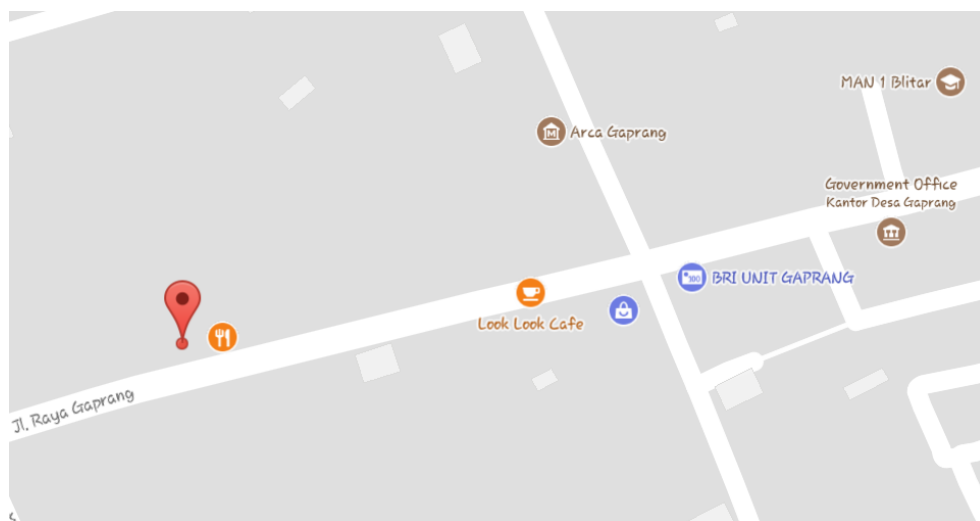 MAN 1 Blitar
Arca Gaprang
Government Office
Kantor Desa Gaprang
BRI UNIT GAPRANG
Look Look Cafe
Jl. Raya Gaprang